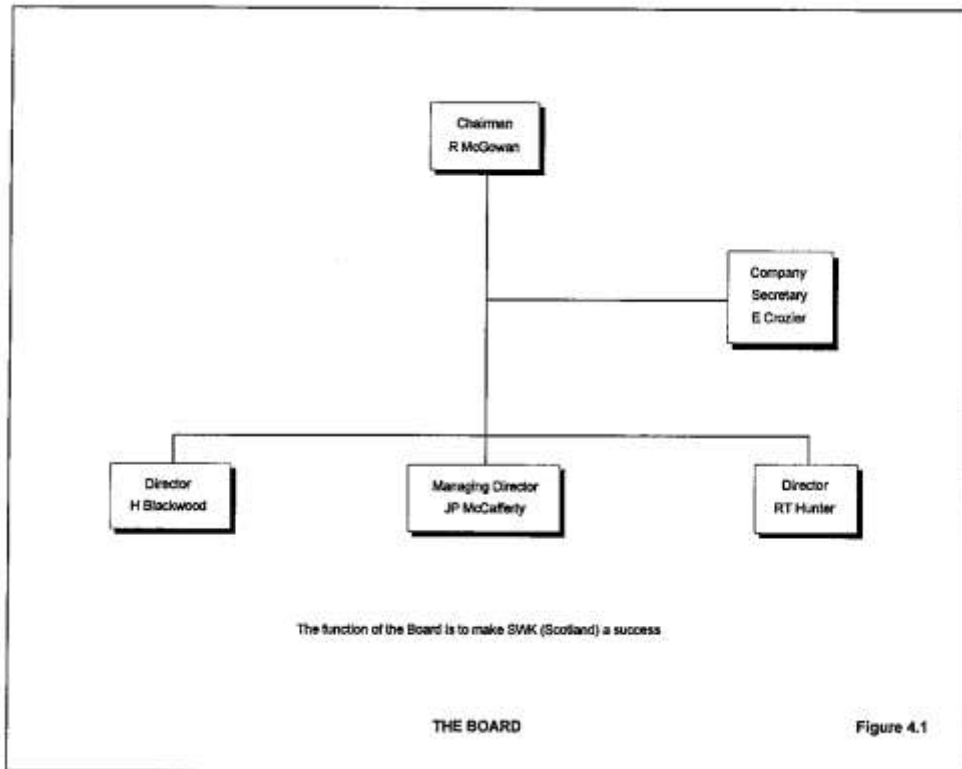 Chairman
R McGowan
Company
Secretary
E Crozier
Director
H Blackwood
Managing Director
JP McCafferty
Director
RT Hunter
The function of the Board is to make SWK (Scotland) a success
THE BOARD
Figure 4.1